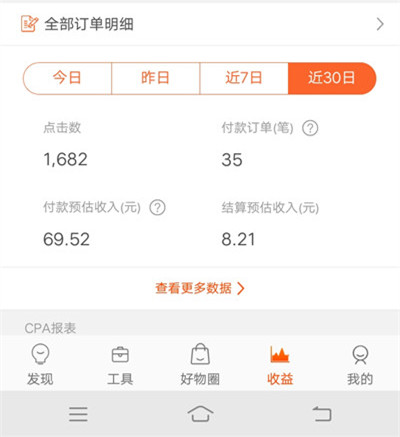 全部订单明细
今日 昨日 近7日 近30日
点击数 付款订单(笔) ?
1,682 35
付款预估收入(元) ? 结算预估收入(元)
69.52 8.21
查看更多数据
CPA报表
发现 工具 好物圈 收益 我的